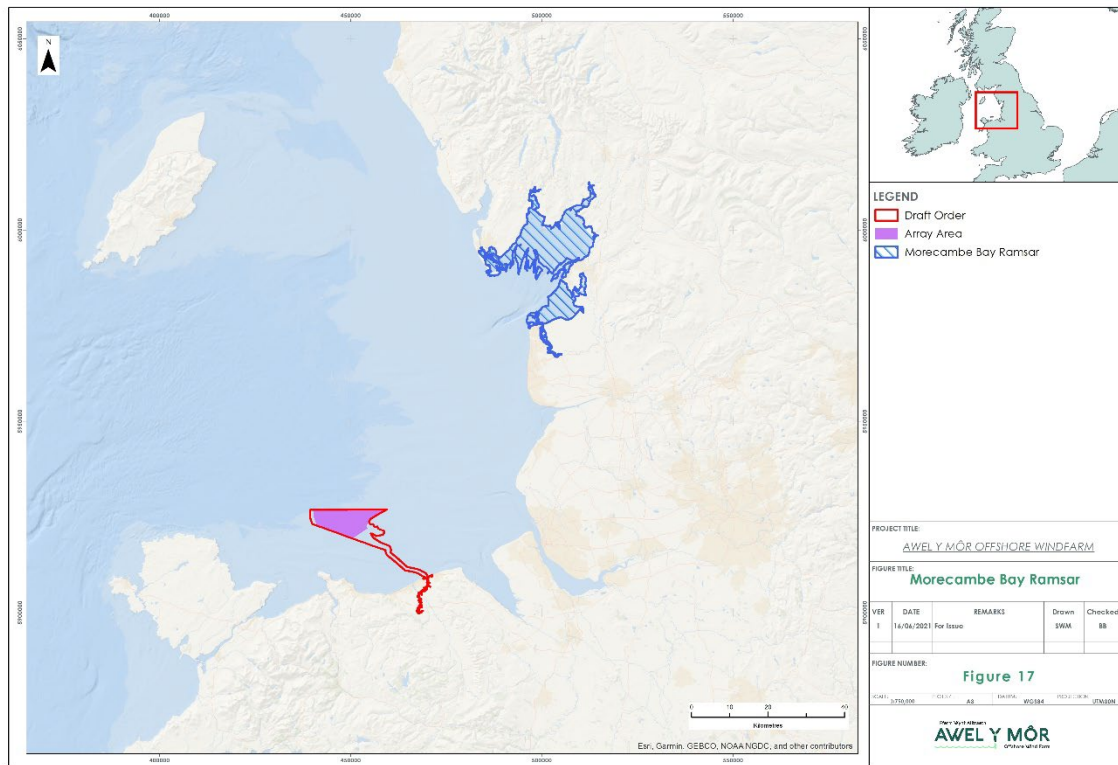 400000
450000
500000
550000
N
6000000
5900000
400000
450000
500000
550000
0 10 20 40
Kilometres
Esri, Garmin, GEBCO, NOAA NGDC, and other contributors
LEGEND
Draft Order
Array Area
Morecambe Bay Ramsar
PROJECT TITLE:
AWEL Y MÔR OFFSHORE WINDFARM
FIGURE TITLE:
Morecambe Bay Ramsar
VER DATE REMARKS Drawn Checked
1 16/06/2021 For Issue SWM BB
FIGURE NUMBER:
Figure 17
A3 WGS84 UTM30N
AWEL Y MÔR
Offshore Wind Farm